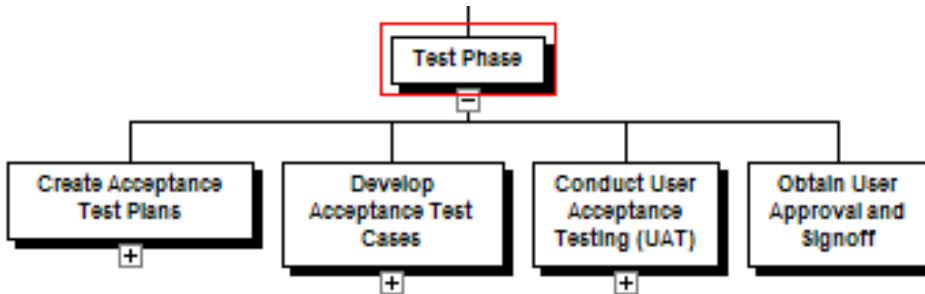 Test Phase
Create Acceptance
Test Plans
Develop
Acceptance Test
Cases
Conduct User
Acceptance
Testing (UAT)
Obtain User
Approval and
Signoff